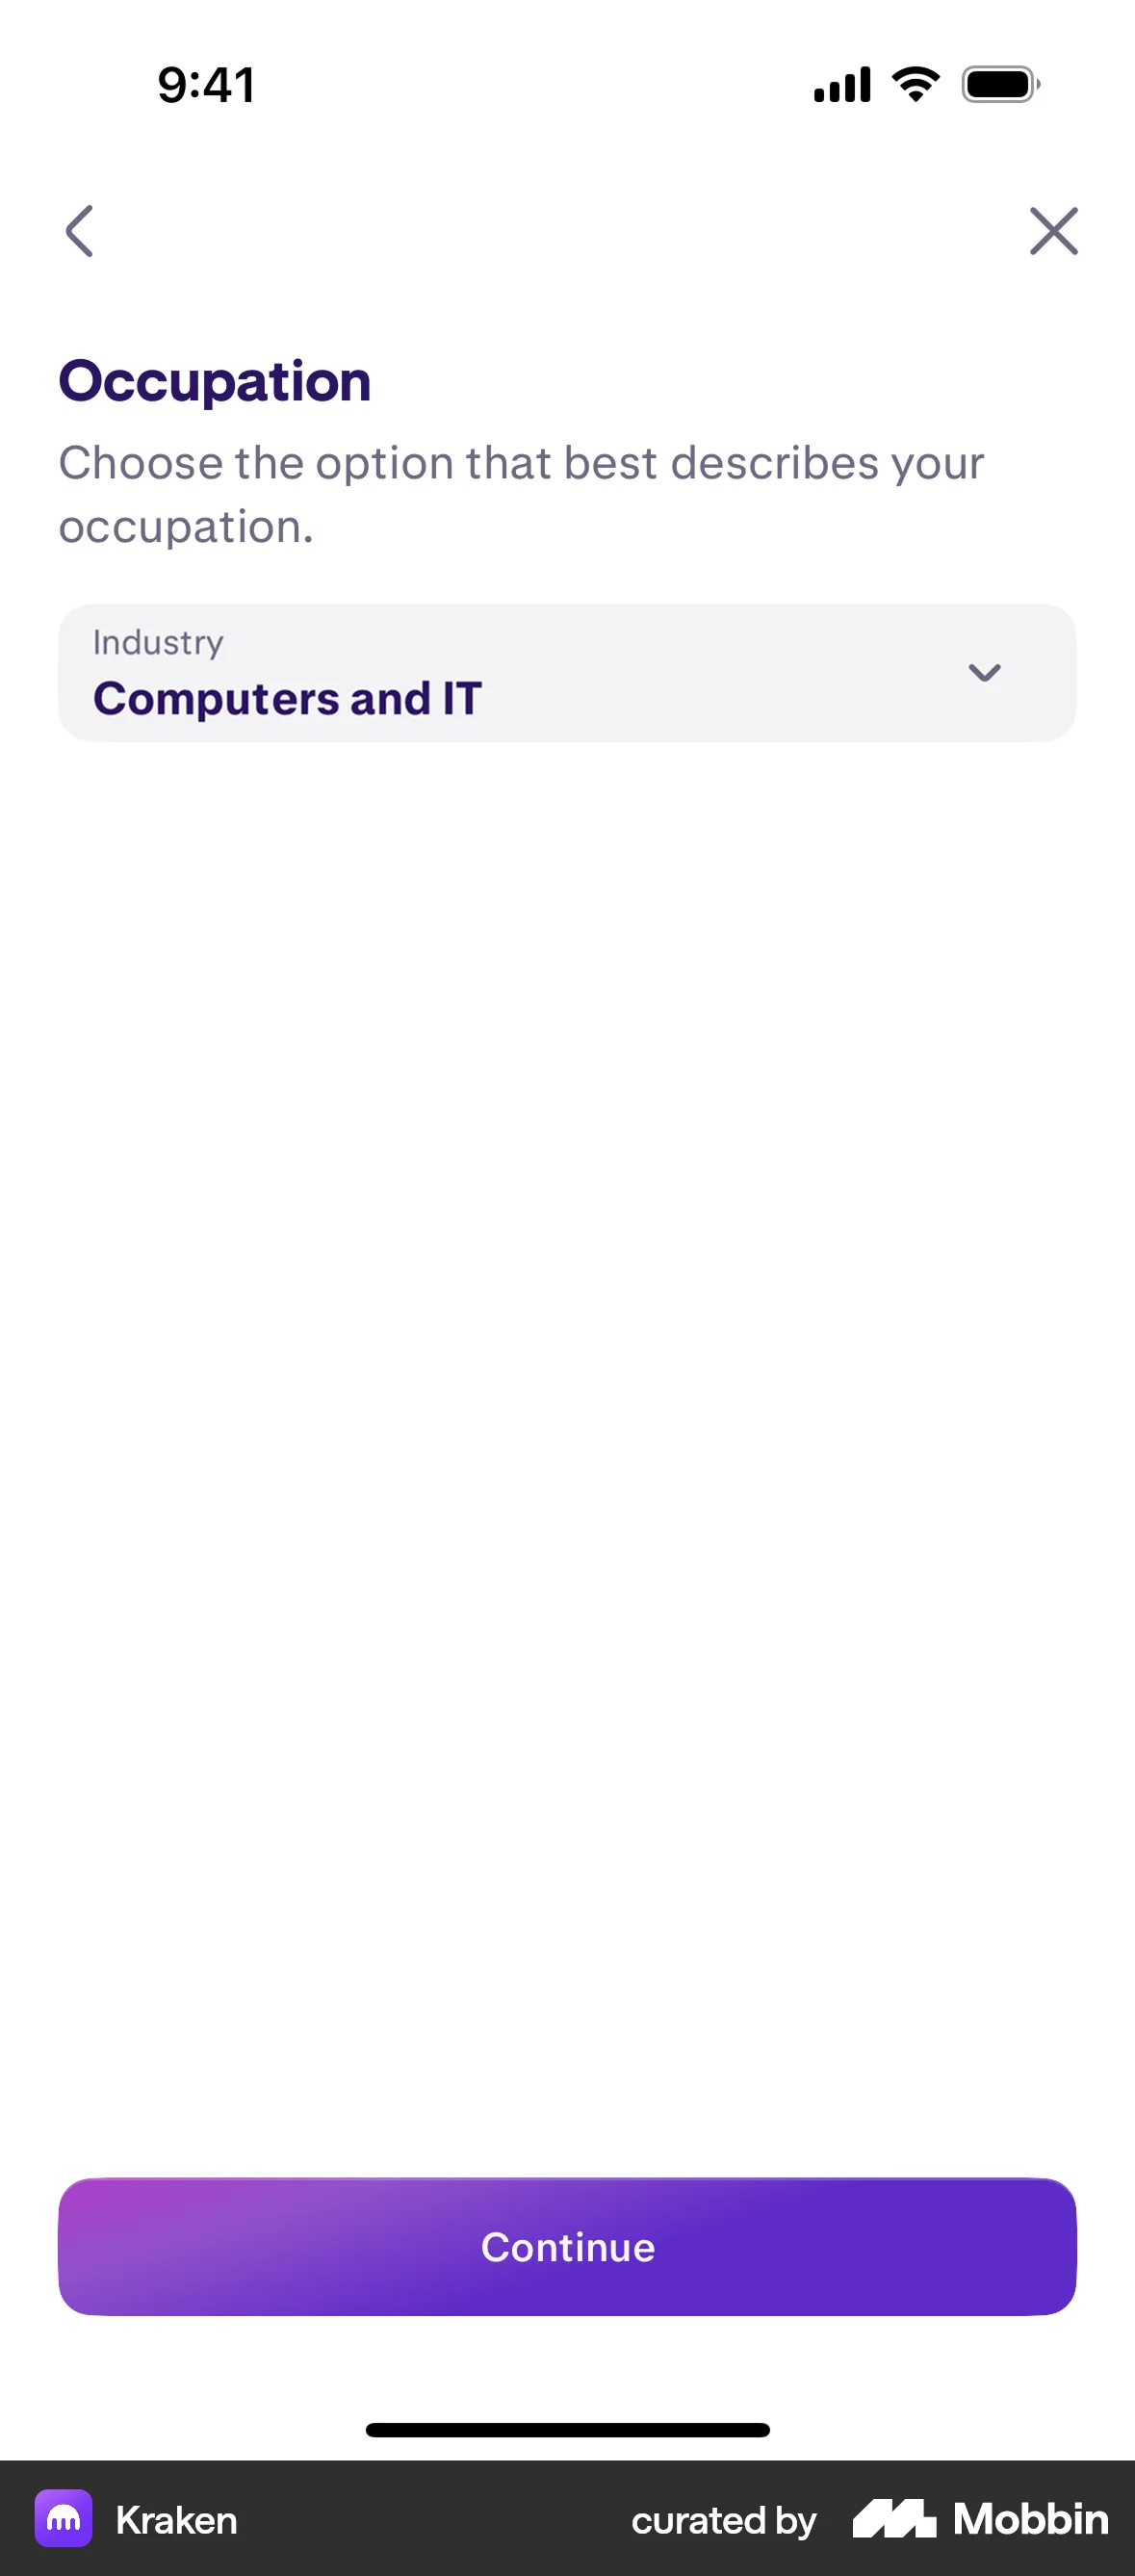 9:41
Occupation
Choose the option that best describes your
occupation.
Industry
Computers and IT
Continue
Kraken
curated by Mobbin